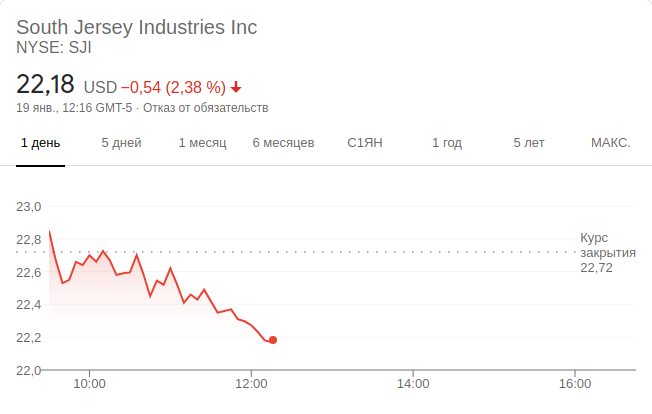 South Jersey Industries Inc
NYSE: SJI
22,18 USD −0,54 (2,38 %)
19 янв., 12:16 GMT-5 · Отказ от обязательств
1 день 5 дней 1 месяц 6 месяцев С1ЯН 1 год 5 лет МАКС.
23,0
22,8
22,6
22,4
22,2
22,0
Курс
закрытия
22,72
10:00 12:00 14:00 16:00